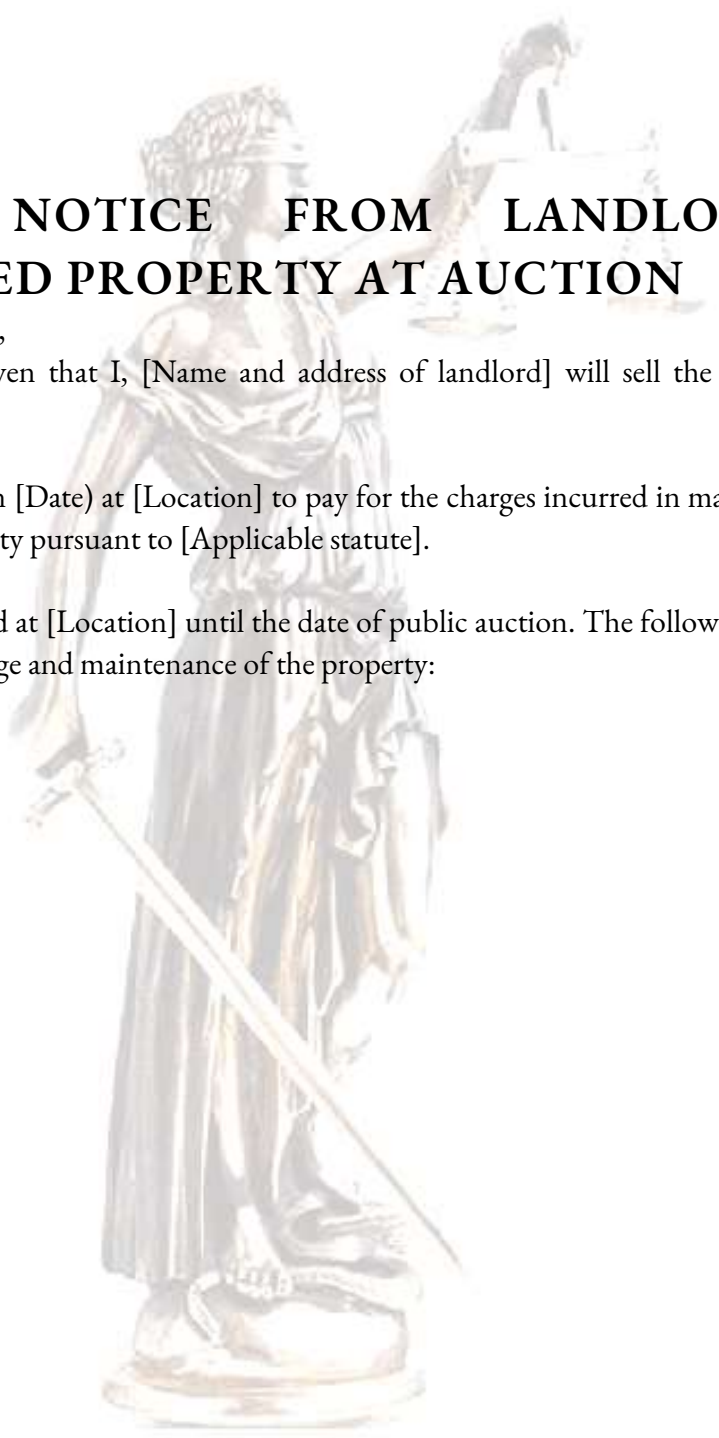 NOTICE FROM LANDLO
ED PROPERTY AT AUCTION
,
ven that I, [Name and address of landlord] will sell the
n [Date) at [Location] to pay for the charges incurred in ma
ty pursuant to [Applicable statute].
d at [Location] until the date of public auction. The follow
ge and maintenance of the property: